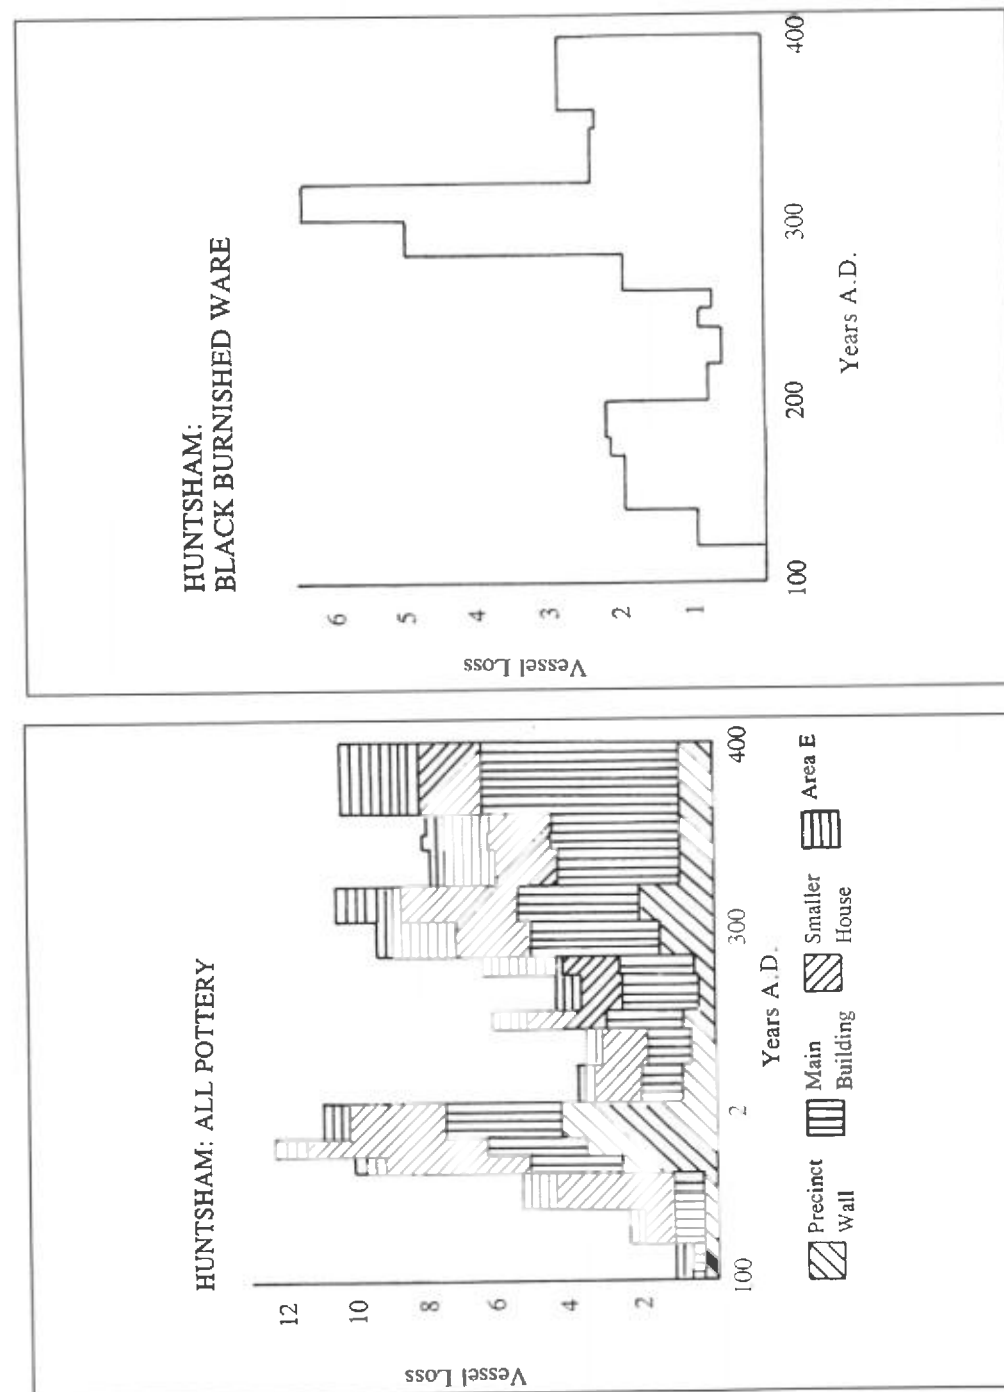 HUNTSHAM: ALL POTTERY
Vessel Loss
12
10
8
6
4
2
100
2
300
400
Years A.D.
Precinct
Wall
Main
Building
Smaller
House
Area E
HUNTSHAM:
BLACK BURNISHED WARE
Vessel Loss
6
5
4
3
2
1
100
200
300
400
Years A.D.